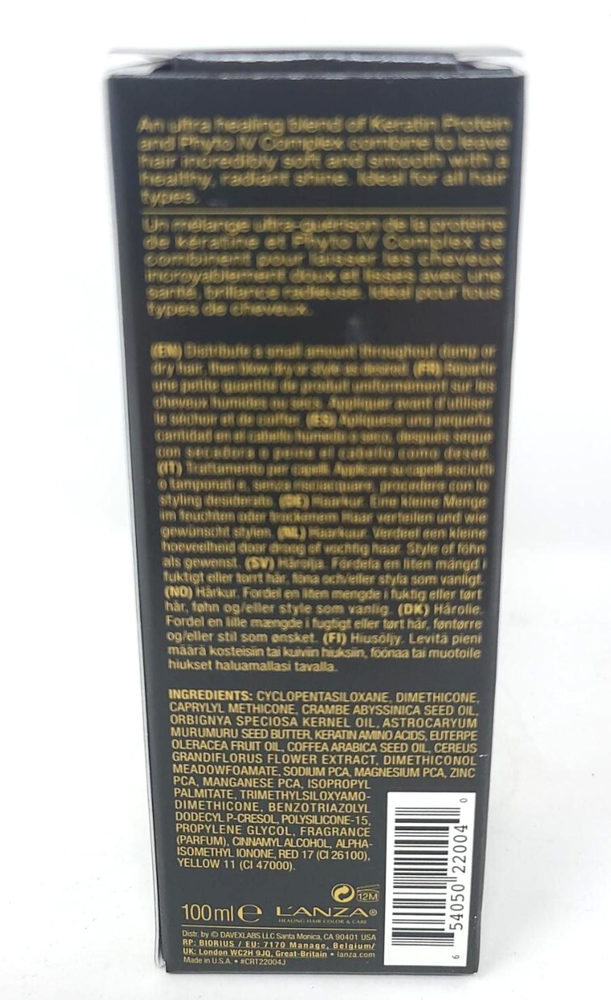 An ultra healing blend of Keratin Protein
and Phyto IV Complex combine to leave
hair incredibly soft and smooth with a
healthy, radiant shine. Ideal for all hair
types.
Un mélange ultra-guérison de la protéine
de kératine et Phyto IV Complex se
combinent pour laisser les cheveux
incroyablement doux et lisses avec une
santé, brillance radieuse. Idéal pour tous
types de cheveux.
(EN) Distribute a small amount throughout damp or
dry hair, then blow dry or style as desired. (FR) Répartir
une petite quantité de produit uniformément sur les
cheveux humides ou secs. Appliquer avant d'utiliser
le séchoir et de coiffer. (ES) Aplíquese una pequeña
cantidad en el cabello húmedo o seco, después seque
con secadora o peine el cabello como desee.
(IT) Trattamento per capelli. Applicare su capelli asciutti
o tamponati e, senza risciacquare, procedere con lo
styling desiderato. (DE) Haarkur. Eine kleine Menge
im feuchten oder trockenem Haar verteilen und wie
gewünscht stylen. (NL) Haarkuur. Verdeel een kleine
hoeveelheid door droog of vochtig haar. Style of föhn
als gewenst. (SV) Hårolja. Fördela en liten mängd i
fuktigt eller torrt hår, föna och/eller styla som vanligt.
(NO) Hårkur. Fordel en liten mengde i fuktig eller tørt
hår, føhn og/eller style som vanlig. (DK) Hårolie.
Fordel en lille mængde i fugtigt eller tørt hår, føntørre
og/eller stil som ønsket. (FI) Hiusöljy. Levitä pieni
määrä kosteisiin tai kuiviin hiuksiin, föönaa tai muotoile
hiukset haluamallasi tavalla.
INGREDIENTS: CYCLOPENTASILOXANE, DIMETHICONE,
CAPRYLYL METHICONE, CRAMBE ABYSSINICA SEED OIL,
ORBIGNYA SPECIOSA KERNEL OIL, ASTROCARYUM
MURUMURU SEED BUTTER, KERATIN AMINO ACIDS, EUTERPE
OLERACEA FRUIT OIL, COFFEA ARABICA SEED OIL, CEREUS
GRANDIFLORUS FLOWER EXTRACT, DIMETHICONOL
MEADOWFOAMATE, SODIUM PCA, MAGNESIUM PCA, ZINC
PCA, MANGANESE PCA, ISOPROPYL
PALMITATE, TRIMETHYLSILOXYAMO-
DIMETHICONE, BENZOTRIAZOLYL
DODECYL P-CRESOL, POLYSILICONE-15,
PROPYLENE GLYCOL, FRAGRANCE
(PARFUM), CINNAMYL ALCOHOL, ALPHA-
ISOMETHYL IONONE, RED 17 (CI 26100),
YELLOW 11 (CI 47000).
12M
100 ml e L'ANZA®
HEALING HAIR COLOR & CARE
Distr. by © DAVEXLABS LLC Santa Monica, CA 90401 USA
RP: BIORIUS / EU: 7170 Manage, Belgium/
UK: London WC2H 9JQ, Great-Britain • lanza.com
Made in U.S.A. • #CRT22004J
6 54050 22004 0